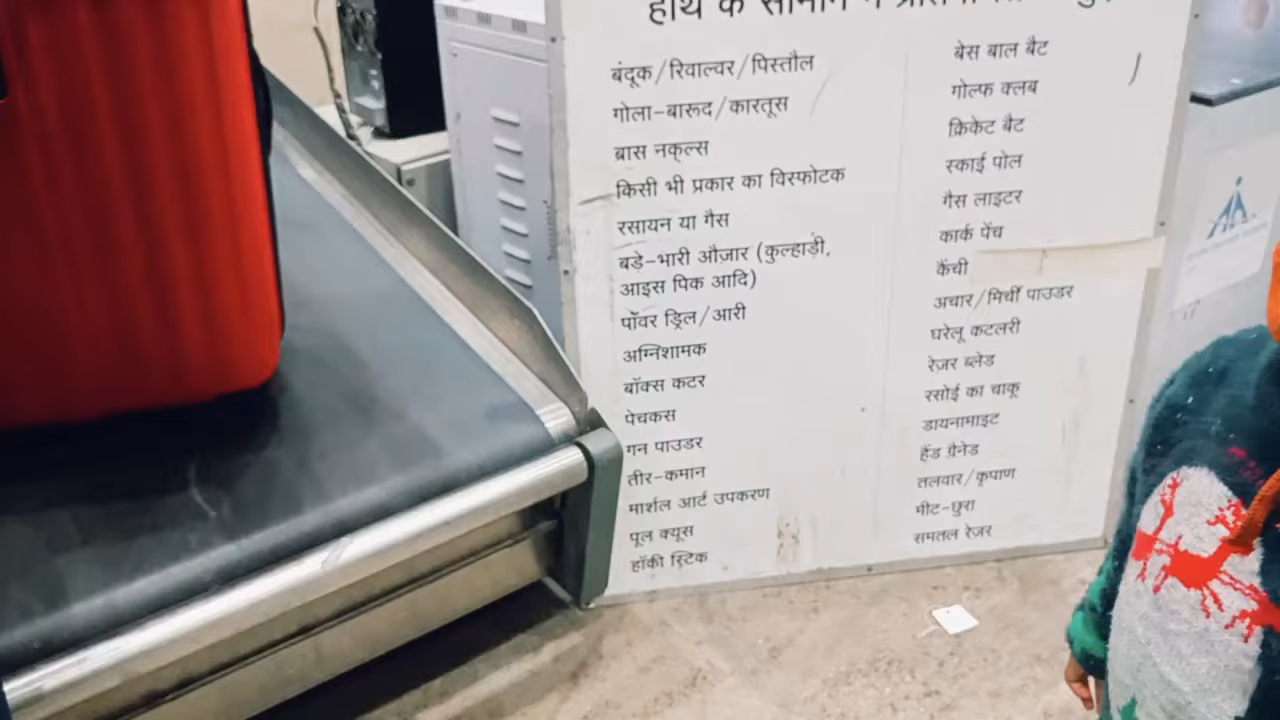 हाथ के सामान में
बंदूक/रिवाल्वर/पिस्तौल
गोला-बारूद/कारतूस
ब्रास नक्ल्स
किसी भी प्रकार का विस्फोटक
रसायन या गैस
बड़े-भारी औज़ार (कुल्हाड़ी,
आइस पिक आदि)
पॉवर ड्रिल/आरी
अग्निशामक
बॉक्स कटर
पेचकस
गन पाउडर
तीर-कमान
मार्शल आर्ट उपकरण
पूल क्यूस
हॉकी स्टिक
बेस बाल बैट
गोल्फ क्लब
क्रिकेट बैट
स्काई पोल
गैस लाइटर
कार्क पेंच
कैंची
अचार/मिर्ची पाउडर
घरेलू कटलरी
रेजर ब्लेड
रसोई का चाकू
डायनामाइट
हैंड ग्रैनेड
तलवार/कृपाण
मीट-छुरा
समतल रेजर